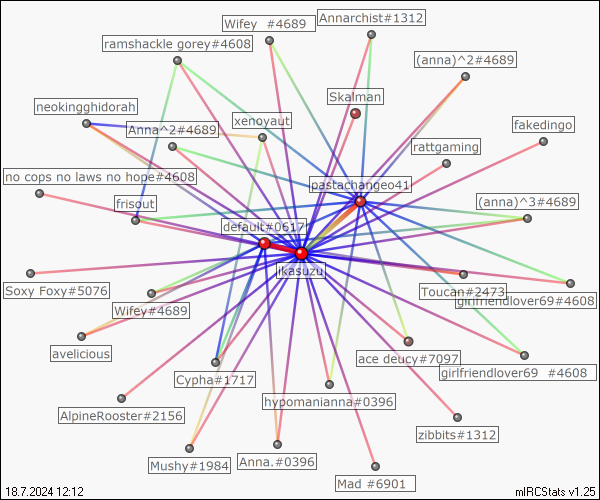 Wifey  #4689
Annarchist#1312
ramshackle gorey#4608
(anna)^2#4689
Skalman
neokingghidorah
xenoyaut
fakedingo
Anna^2#4689
rattgaming
no cops no laws no hope#4608
pastachangeo41
frisout
(anna)^3#4689
default#0617
ikasuzu
Soxy Foxy#5076
Toucan#2473
girlfriendlover69#4608
Wifey#4689
avelicious
ace deucy#7097
Cypha#1717
girlfriendlover69  #4608
hypomanianna#0396
AlpineRooster#2156
zibbits#1312
Mushy#1984
Anna.#0396
Mad #6901
18.7.2024 12:12
mIRCStats v1.25